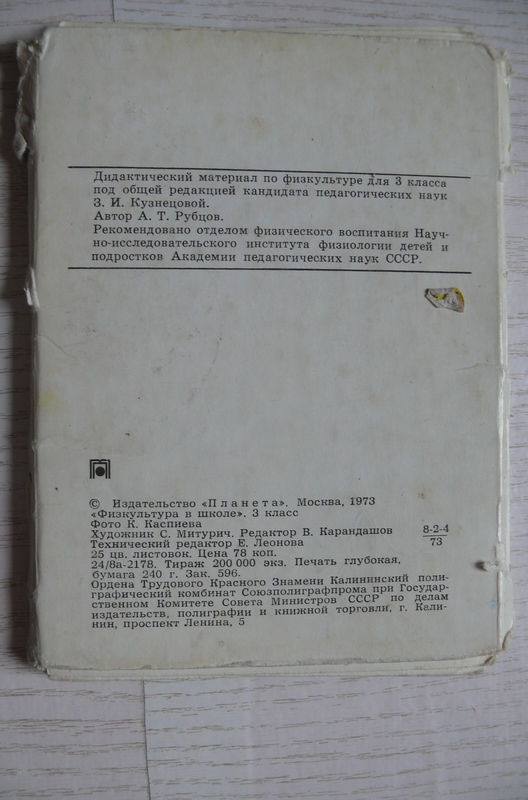 Дидактический материал по физкультуре для 3 класса
под общей редакцией кандидата педагогических наук
З. И. Кузнецовой.
Автор А. Т. Рубцов.
Рекомендовано отделом физического воспитания Науч-
но-исследовательского института физиологии детей и
подростков Академии педагогических наук СССР.
© Издательство «Планета». Москва, 1973
«Физкультура в школе». 3 класс
Фото К. Каспиева
Художник С. Митурич. Редактор В. Карандашов
8-2-4
Технический редактор Е. Леонова
73
25 цв. листовок. Цена 78 коп.
24/8а-2178. Тираж 200 000 экз. Печать глубокая,
бумага 240 г. Зак. 596.
Ордена Трудового Красного Знамени Калининский поли-
графический комбинат Союзполиграфпрома при Государ-
ственном Комитете Совета Министров СССР по делам
издательств, полиграфии и книжной торговли, г. Кали-
нин, проспект Ленина, 5